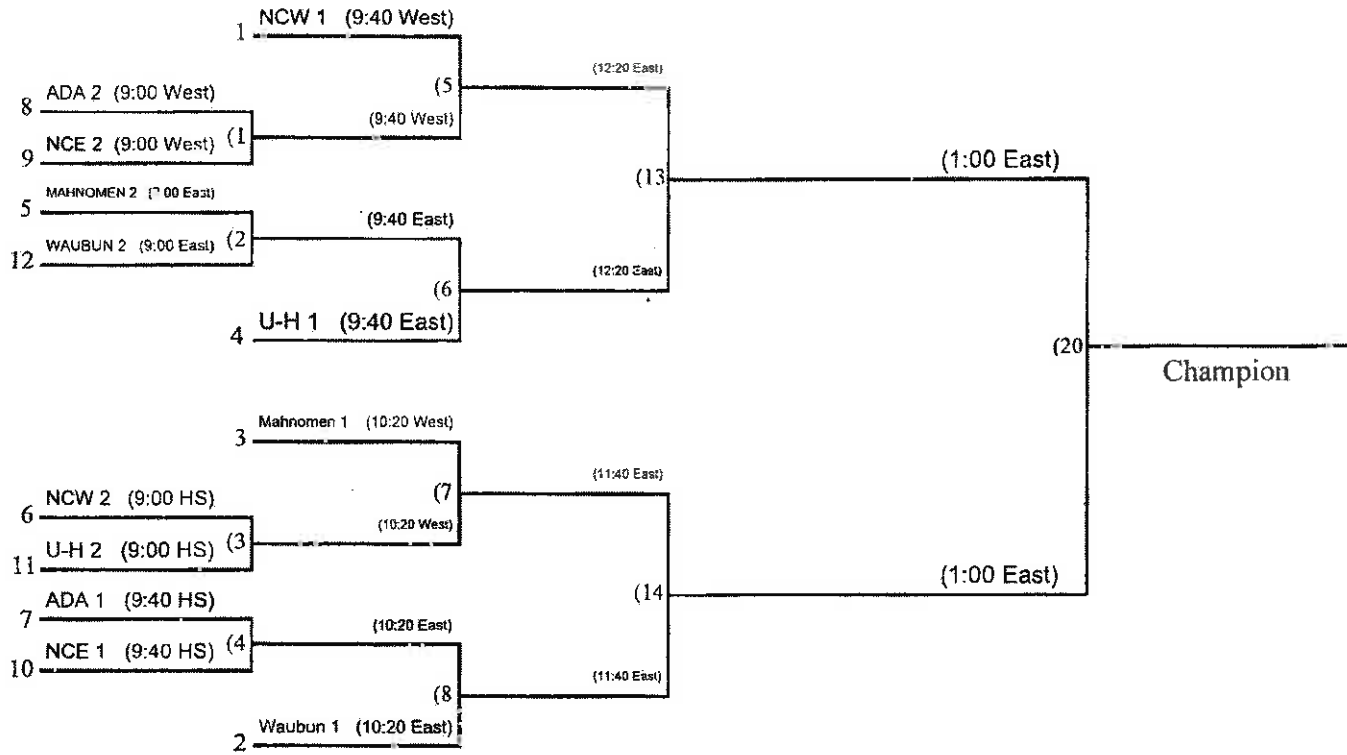 NCW 1 (9:40 West)
1
(12:20 East)
(5
ADA 2 (9:00 West)
8
(9:40 West)
(1
NCE 2 (9:00 West)
9
(1:00 East)
(13
MAHNOMEN 2 (9:00 East)
5
(9:40 East)
(2
WAUBUN 2 (9:00 East)
12
(12:20 East)
(6
U-H 1 (9:40 East)
4
(20
Champion
Mahnomen 1 (10:20 West)
3
(11:40 East)
(7
NCW 2 (9:00 HS)
6
(10:20 West)
(3
U-H 2 (9:00 HS)
11
(1:00 East)
(14
ADA 1 (9:40 HS)
7
(10:20 East)
(4
NCE 1 (9:40 HS)
10
(11:40 East)
(8
Waubun 1 (10:20 East)
2